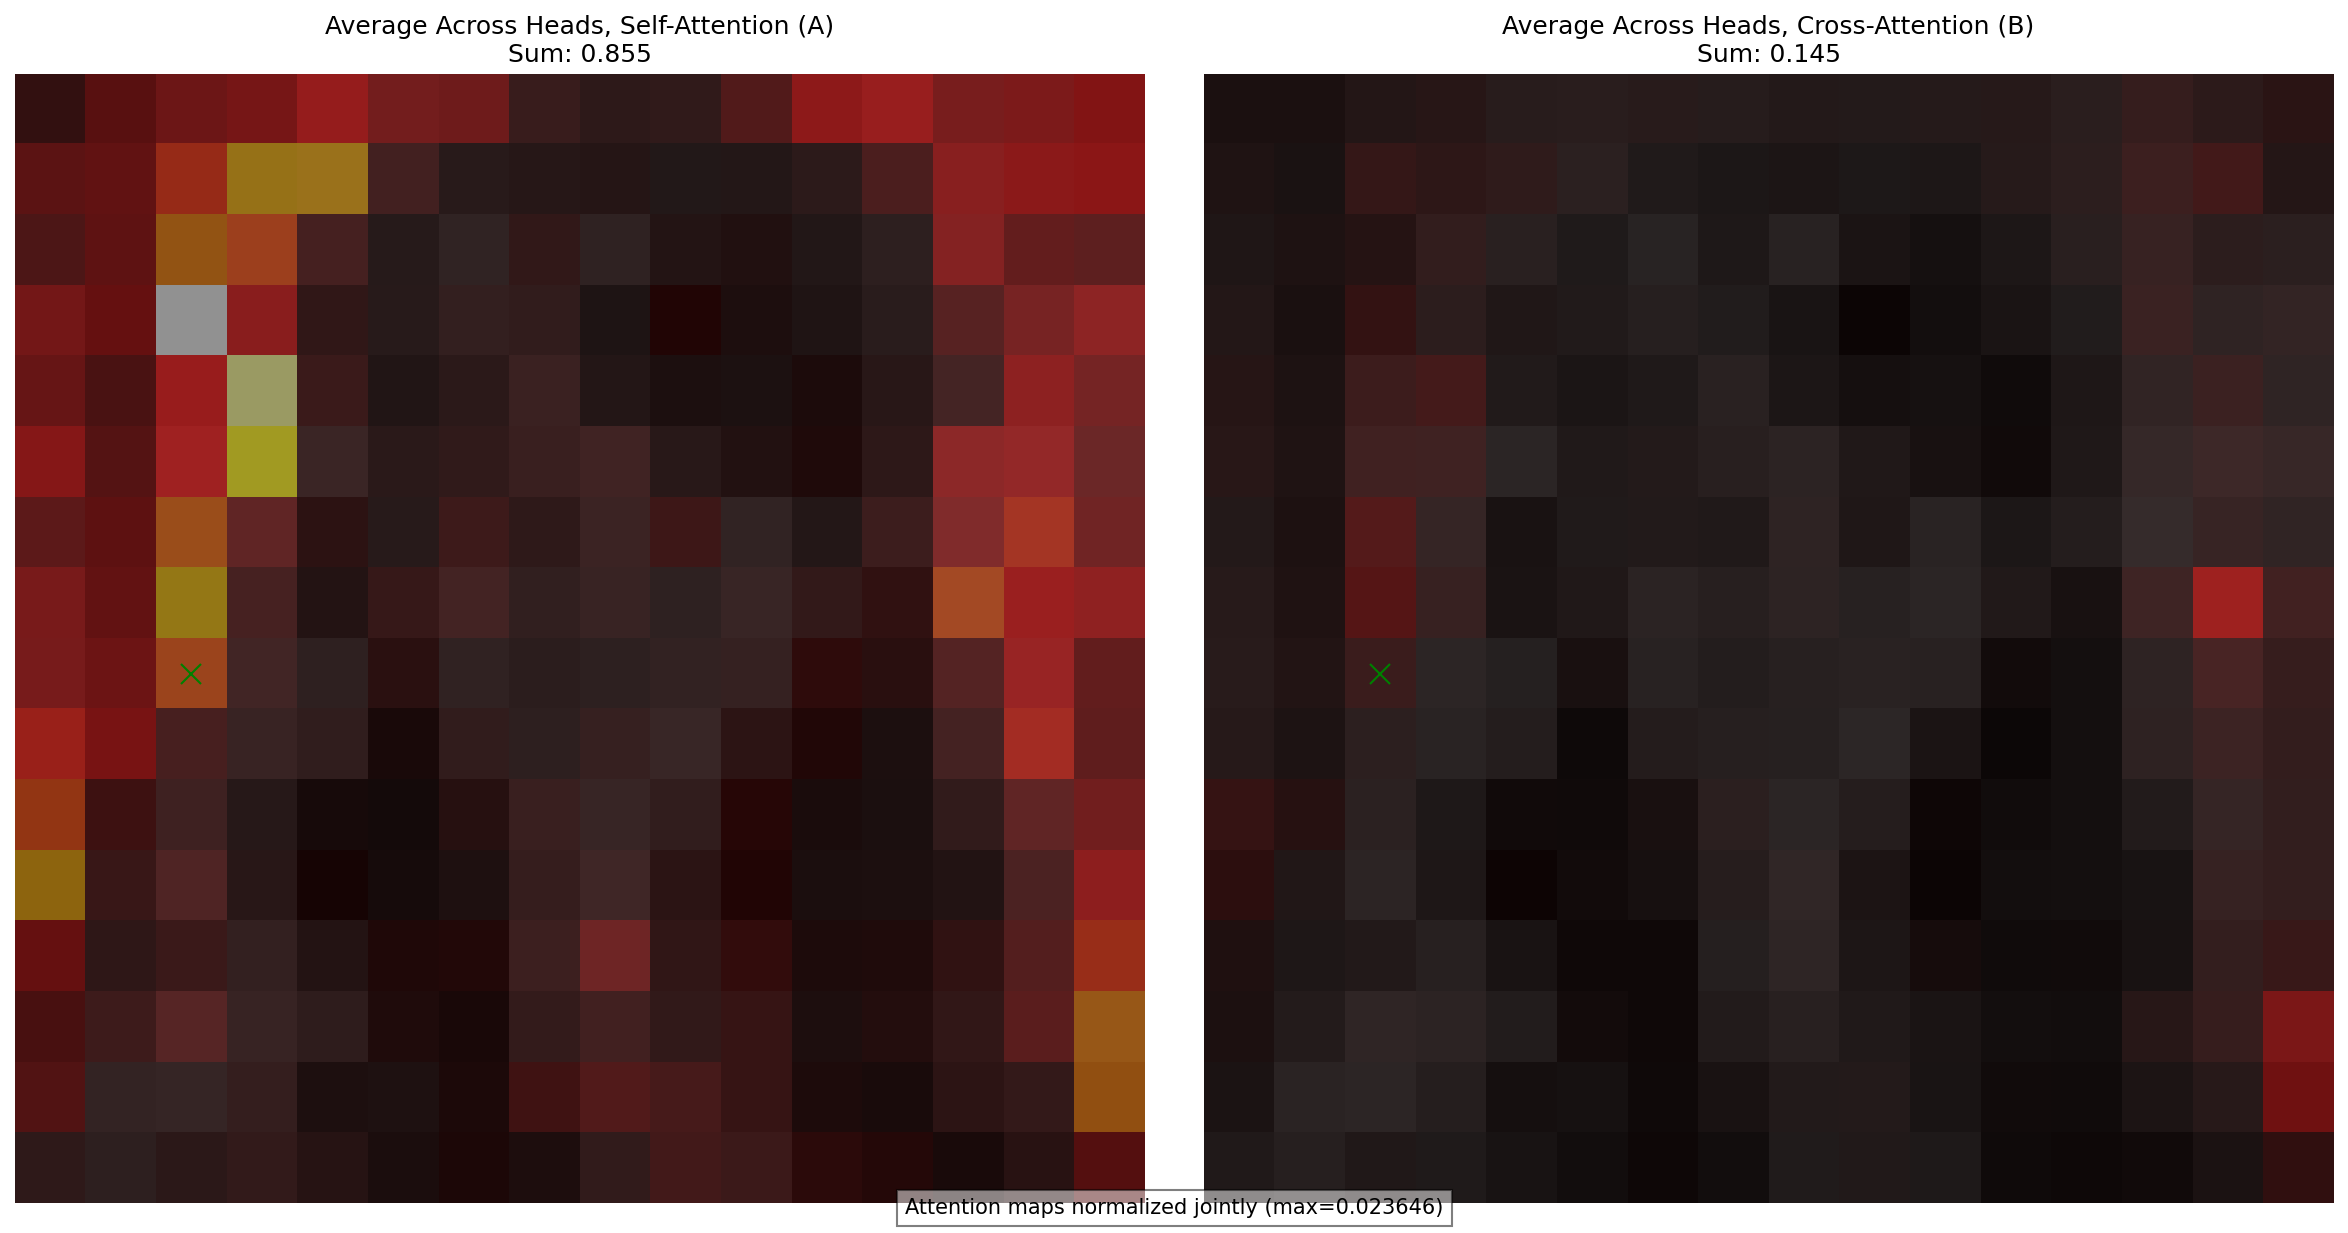 Average Across Heads, Self-Attention (A)
Sum: 0.855
Average Across Heads, Cross-Attention (B)
Sum: 0.145
Attention maps normalized jointly (max=0.023646)